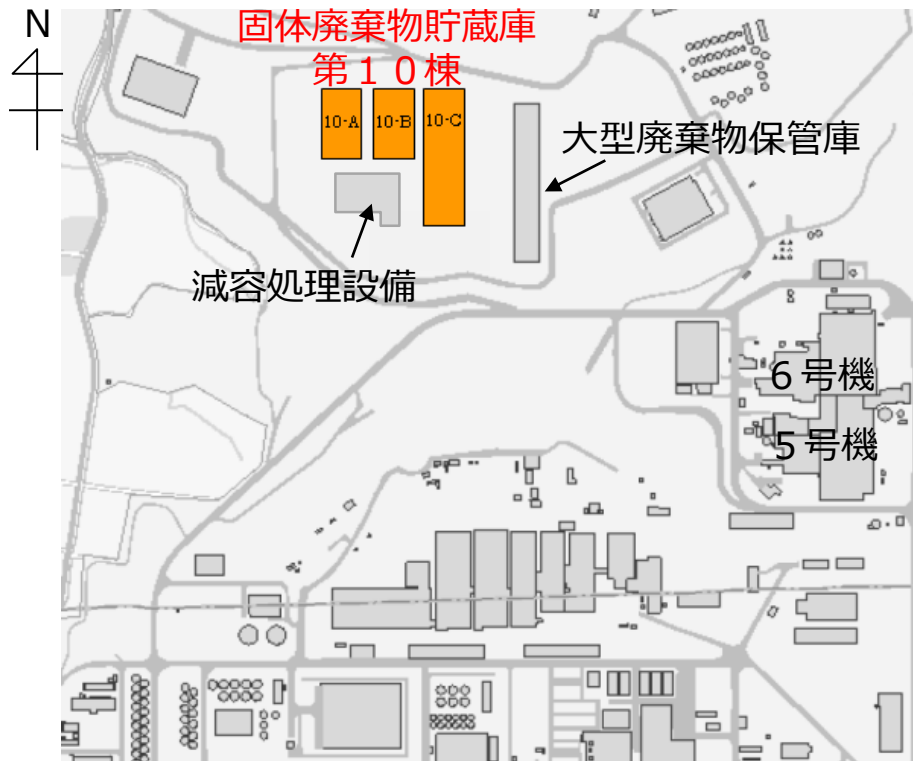 N
固体廃棄物貯蔵庫
第１０棟
10-A
10-B
10-C
大型廃棄物保管庫
減容処理設備
６号機
５号機